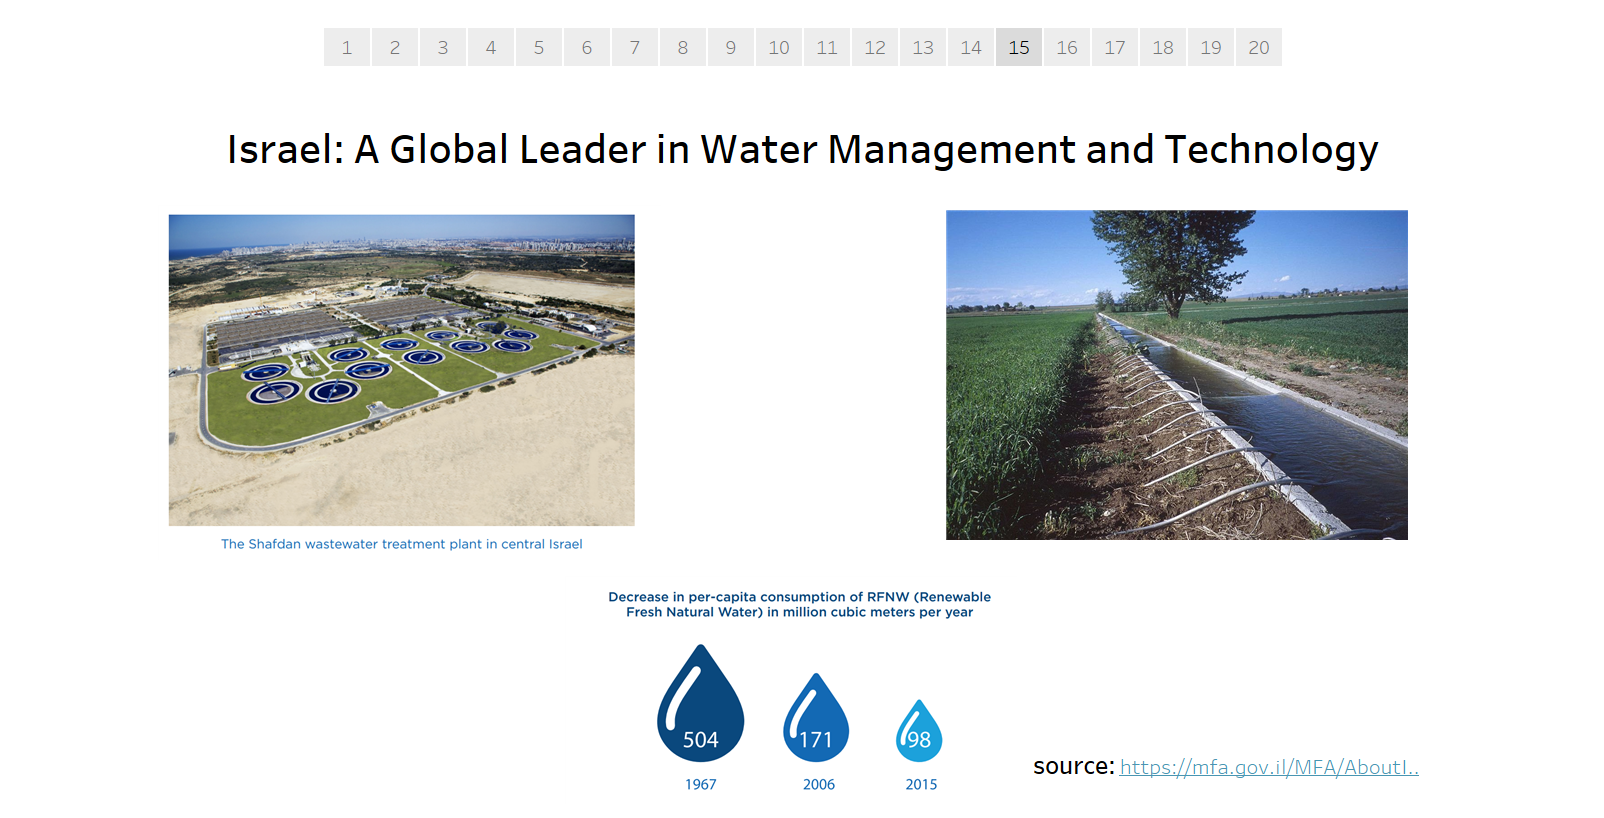 1 2 3 4 5 6 7 8 9 10 11 12 13 14 15 16 17 18 19 20
Israel: A Global Leader in Water Management and Technology
The Shafdan wastewater treatment plant in central Israel
Decrease in per-capita consumption of RFNW (Renewable
Fresh Natural Water) in million cubic meters per year
504 171 98
1967 2006 2015
source: https://mfa.gov.il/MFA/AboutI..